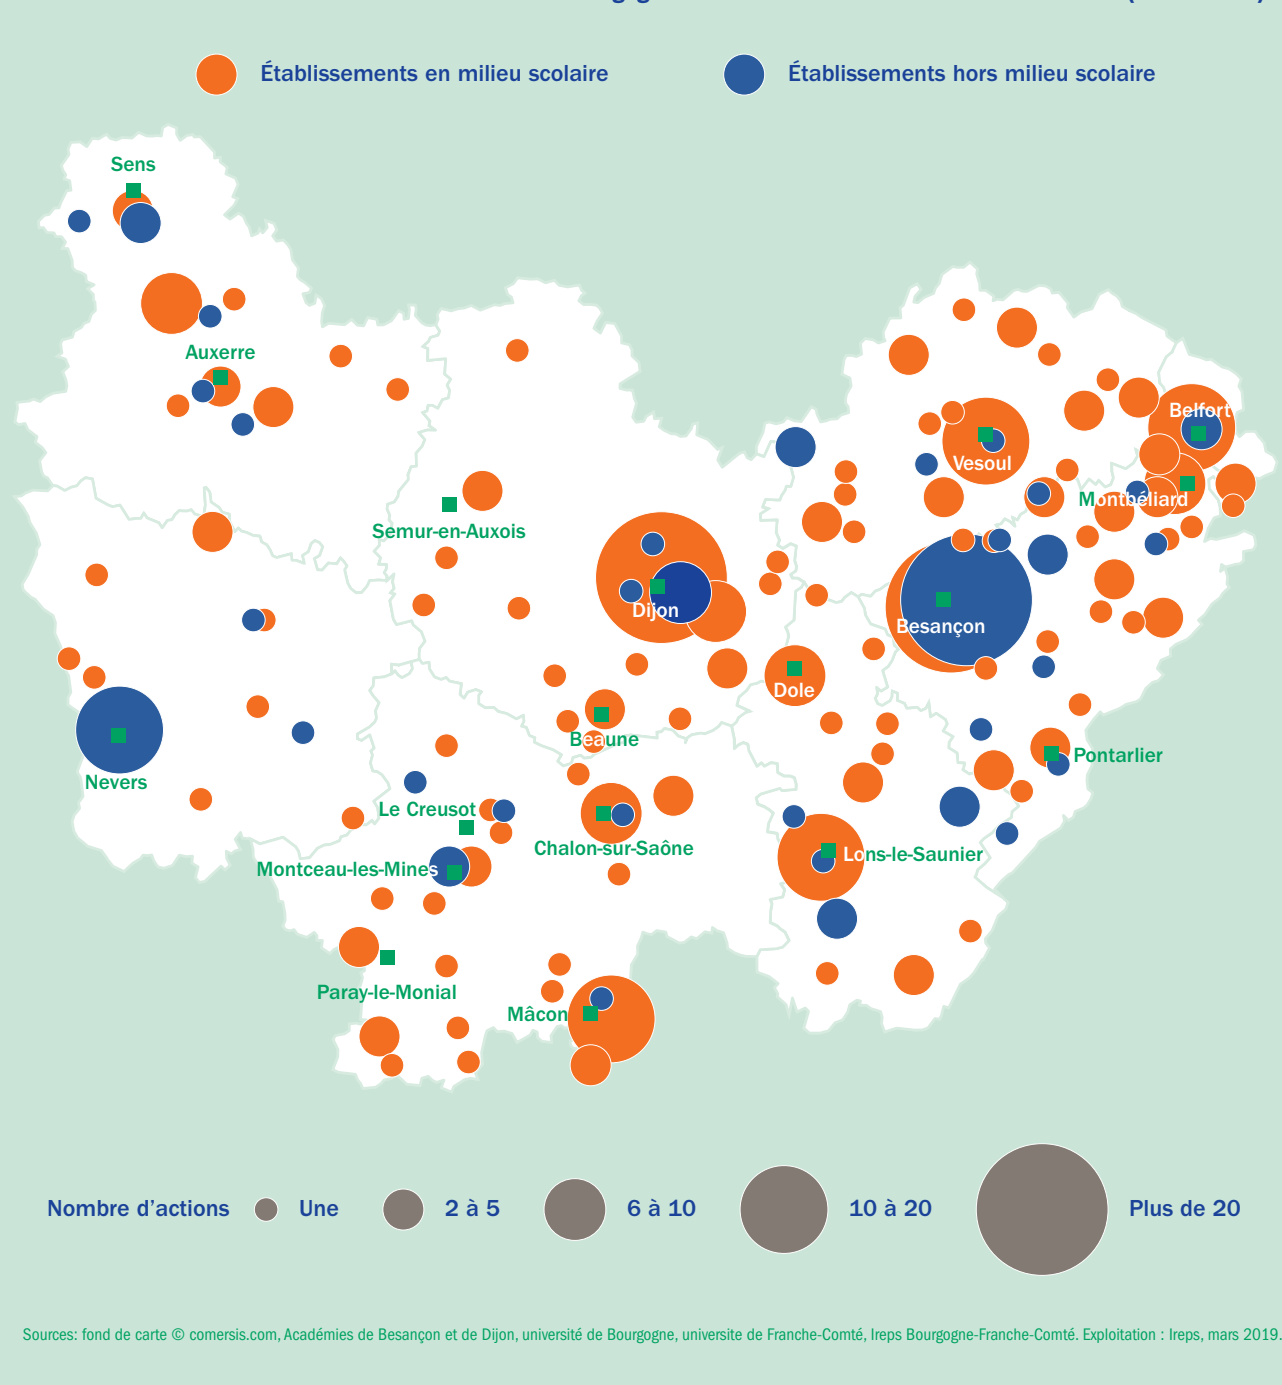 Établissements en milieu scolaire
Établissements hors milieu scolaire
Sens
Auxerre
Belfort
Vesoul
Montbéliard
Semur-en-Auxois
Dijon
Besançon
Dole
Beaune
Pontarlier
Nevers
Le Creusot
Chalon-sur-Saône
Lons-le-Saunier
Montceau-les-Mines
Paray-le-Monial
Mâcon
Nombre d’actions
Une
2 à 5
6 à 10
10 à 20
Plus de 20
Sources: fond de carte © comersis.com, Académies de Besançon et de Dijon, université de Bourgogne, universite de Franche-Comté, Ireps Bourgogne-Franche-Comté. Exploitation : Ireps, mars 2019.